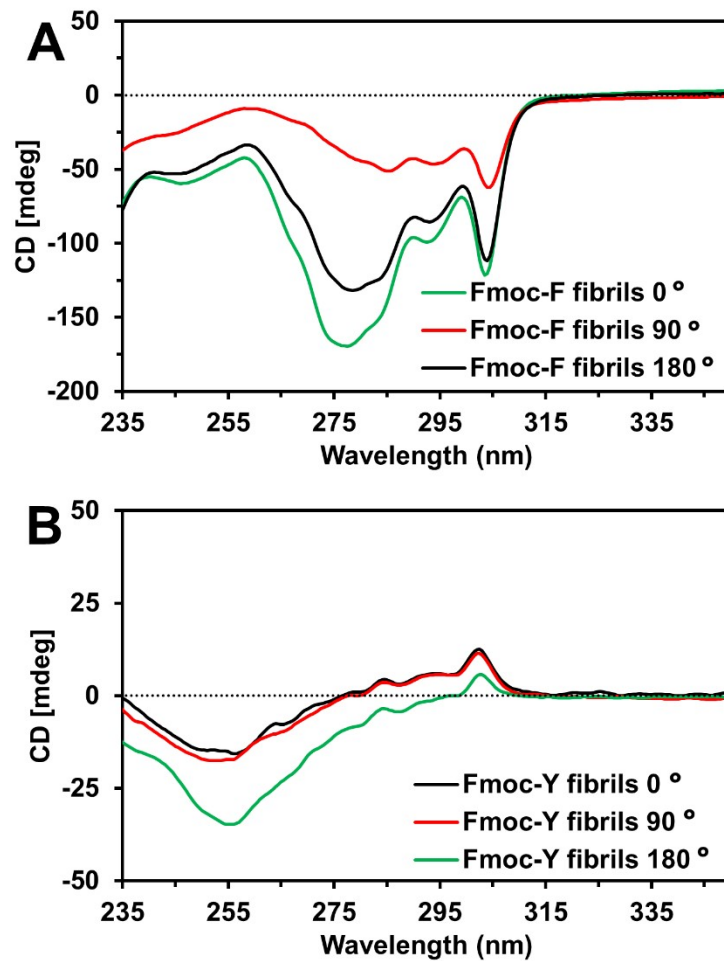 A
50
0
-50
-100
-150
-200
CD [mdeg]
Fmoc-F fibrils 0 °
Fmoc-F fibrils 90 °
Fmoc-F fibrils 180 °
235 255 275 295 315 335
Wavelength (nm)
B
50
25
0
-25
-50
CD [mdeg]
Fmoc-Y fibrils 0 °
Fmoc-Y fibrils 90 °
Fmoc-Y fibrils 180 °
235 255 275 295 315 335
Wavelength (nm)